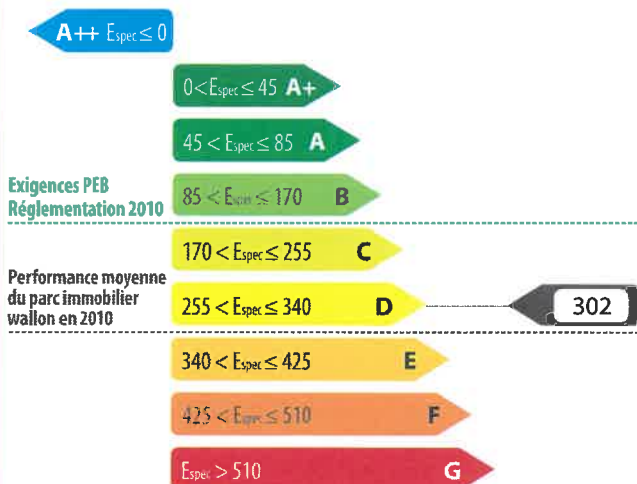 A++ Espec ≤ 0
0 < Espec ≤ 45 A+
45 < Espec ≤ 85 A
Exigences PEB
Réglementation 2010
85 < Espec ≤ 170 B
170 < Espec ≤ 255 C
Performance moyenne
du parc immobilier
wallon en 2010
255 < Espec ≤ 340 D
302
340 < Espec ≤ 425 E
425 < Espec ≤ 510 F
Espec > 510 G